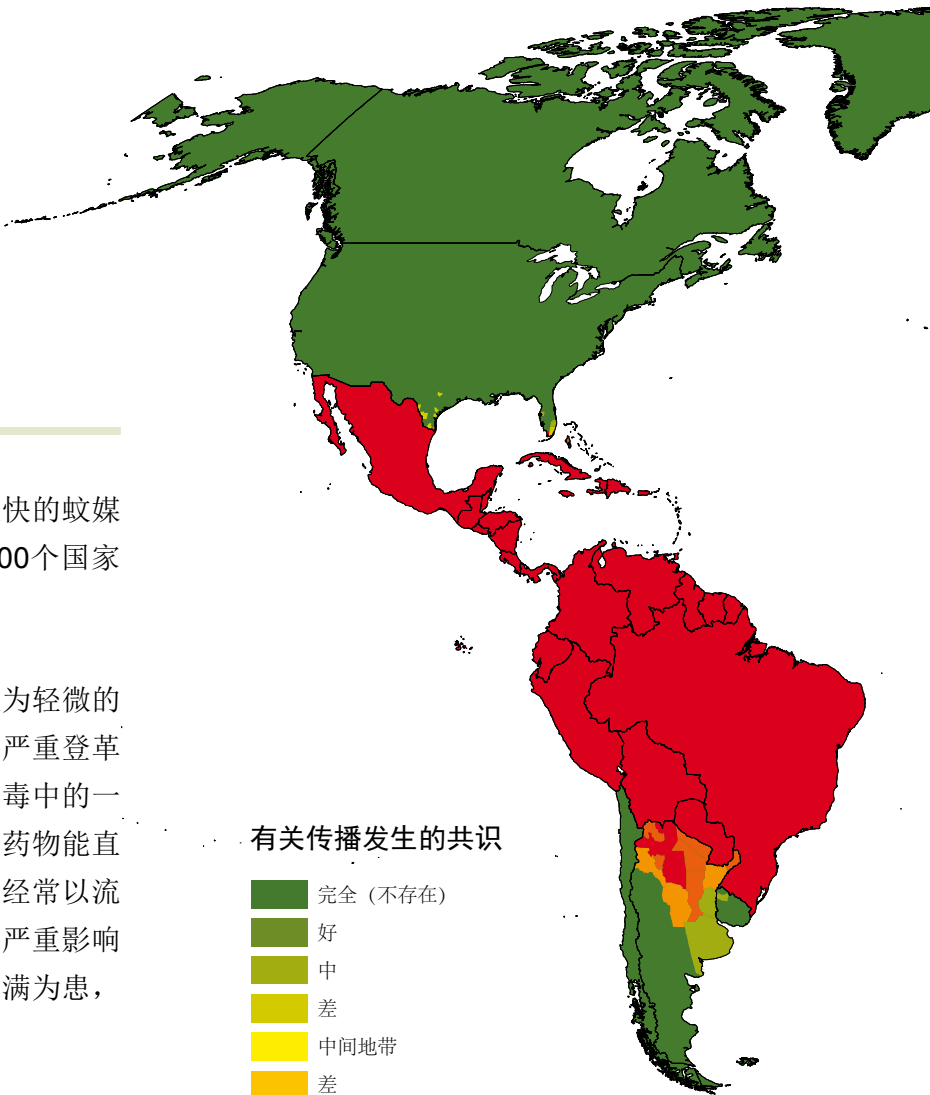 快的蚊媒
00个国家
为轻微的
严重登革
毒中的一
药物能直
经常以流
严重影响
满为患，
有关传播发生的共识
完全（不存在）
好
中
差
中间地带
差